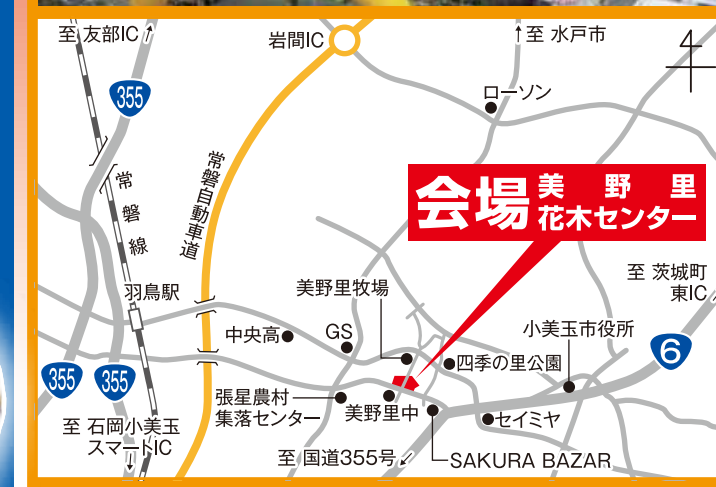 至 友部IC
岩間IC
至 水戸市
4
355
ローソン
常磐線
常磐自動車道
会場 美野里
花木センター
至 茨城町
東IC
羽鳥駅
美野里牧場
中央高
GS
小美玉市役所
四季の里公園
6
355
355
張星農村
集落センター
美野里中
至 石岡小美玉
スマートIC
セイミヤ
至 国道355号
SAKURA BAZAR